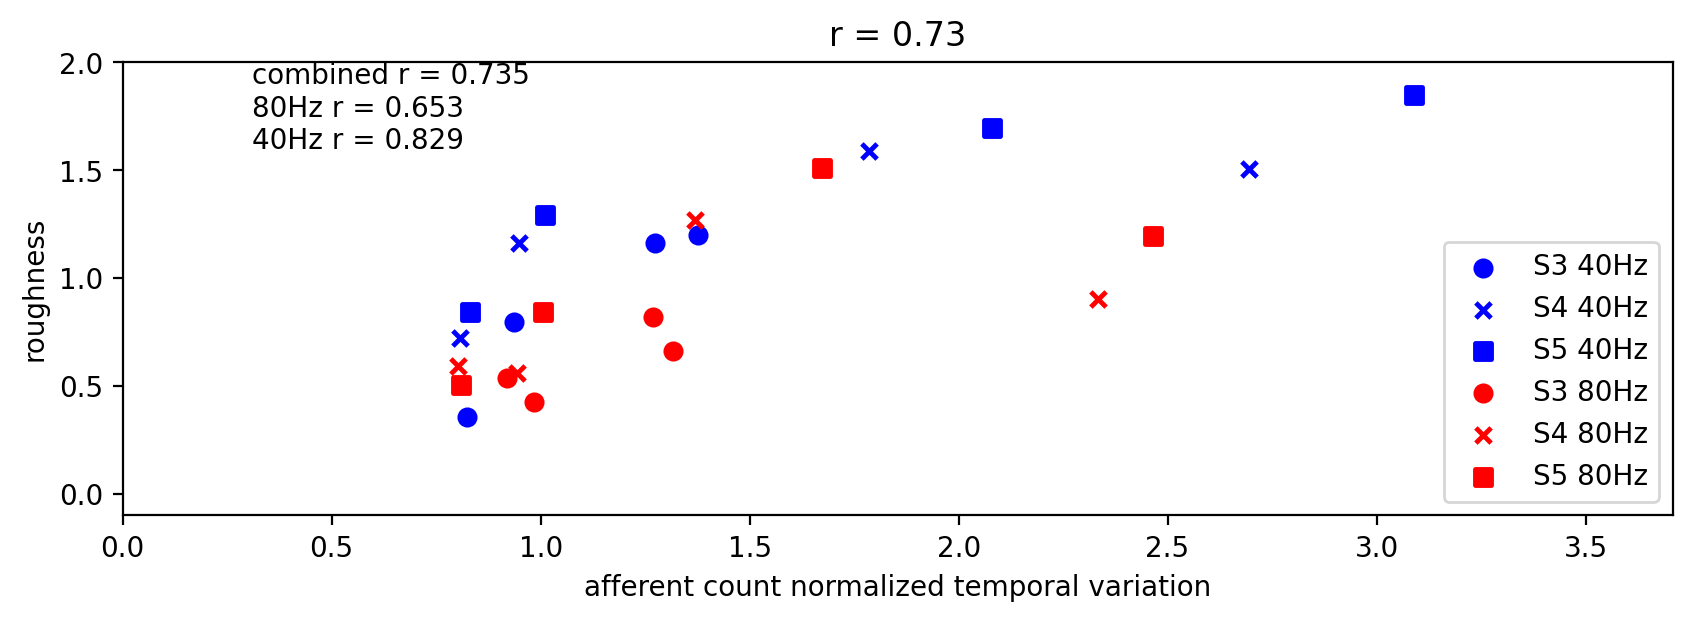 r = 0.73
combined r = 0.735
80Hz r = 0.653
40Hz r = 0.829
2.0
1.5
1.0
0.5
0.0
roughness
S3 40Hz
S4 40Hz
S5 40Hz
S3 80Hz
S4 80Hz
S5 80Hz
0.0 0.5 1.0 1.5 2.0 2.5 3.0 3.5
afferent count normalized temporal variation